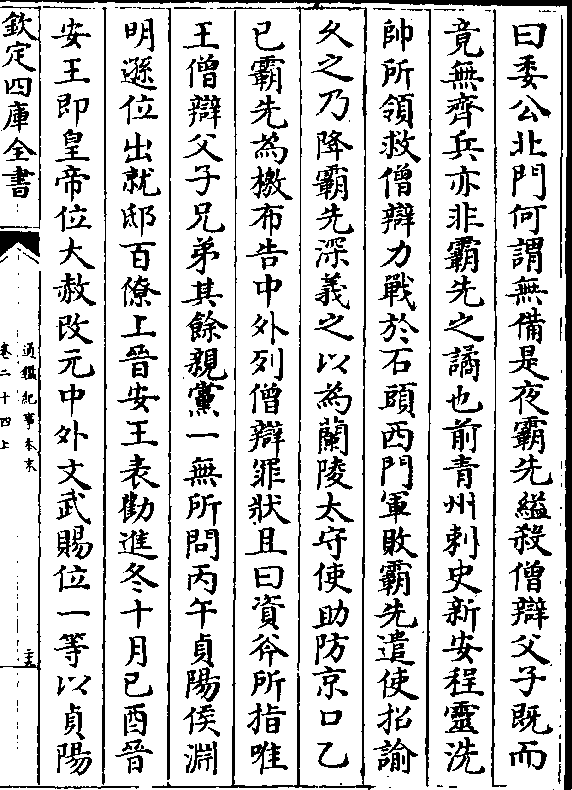 曰委公北門何謂無備是夜霸先縊殺僧辯父子既而
竟無齊兵亦非霸先之譎也前青州刺史新安程靈洗
帥所領救僧辯力戰於石頭西門軍敗霸先遣使招諭
久之乃降霸先深義之以為蘭陵太守使助防京口乙
巳霸先為檄布告中外列僧辯罪狀且曰資斧所指唯
王僧辯父子兄弟其餘親黨一無所問丙午貞陽侯淵
明遜位出就邸百僚上晉安王表勸進冬十月己酉晉
安王即皇帝位大赦改元中外文武賜位一等以貞陽
欽定四庫全書
通鑑紀事本末
卷二十四上